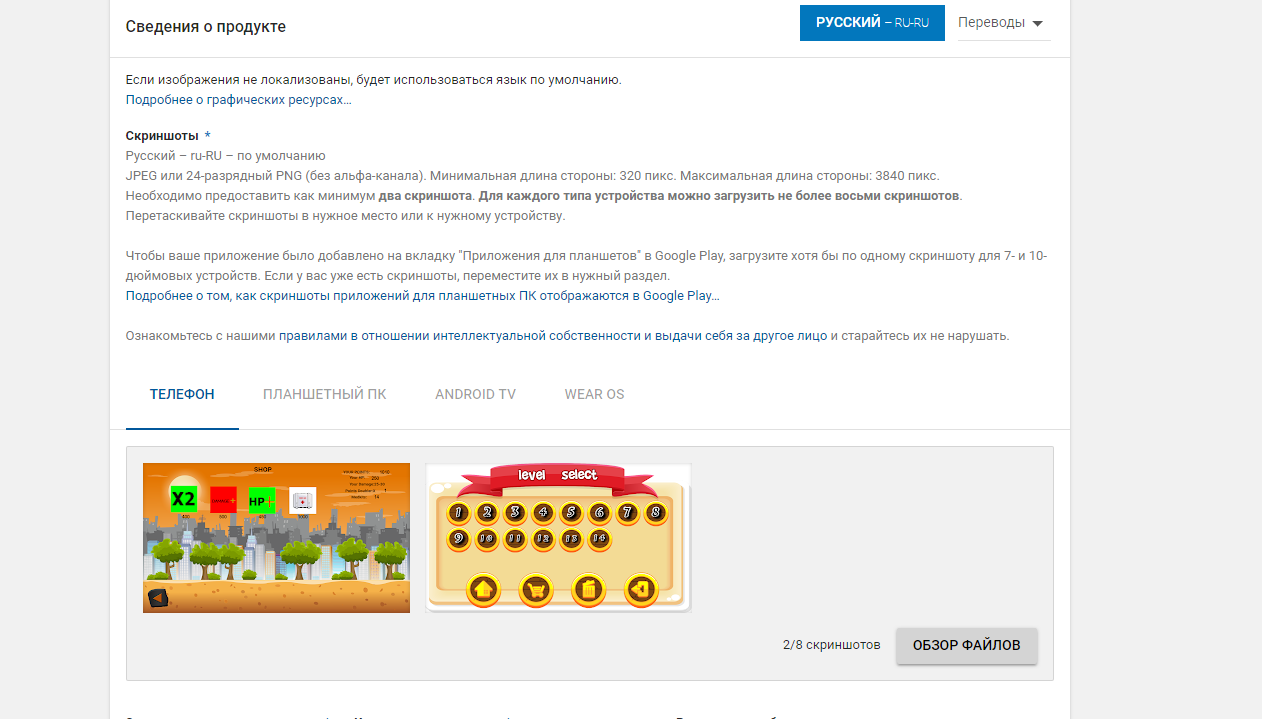 Сведения о продукте
РУССКИЙ – RU-RU
Переводы
Если изображения не локализованы, будет использоваться язык по умолчанию.
Подробнее о графических ресурсах…
Скриншоты *
Русский – ru-RU – по умолчанию
JPEG или 24-разрядный PNG (без альфа-канала). Минимальная длина стороны: 320 пикс. Максимальная длина стороны: 3840 пикс.
Необходимо предоставить как минимум два скриншота. Для каждого типа устройства можно загрузить не более восьми скриншотов.
Перетаскивайте скриншоты в нужное место или к нужному устройству.
Чтобы ваше приложение было добавлено на вкладку "Приложения для планшетов" в Google Play, загрузите хотя бы по одному скриншоту для 7- и 10-
дюймовых устройств. Если у вас уже есть скриншоты, переместите их в нужный раздел.
Подробнее о том, как скриншоты приложений для планшетных ПК отображаются в Google Play…
Ознакомьтесь с нашими правилами в отношении интеллектуальной собственности и выдачи себя за другое лицо и старайтесь их не нарушать.
ТЕЛЕФОН
ПЛАНШЕТНЫЙ ПК
ANDROID TV
WEAR OS
SHOP
X2
HP
level select
1 2 3 4 5 6 7 8
9 10 11 12 13 14
2/8 скриншотов
ОБЗОР ФАЙЛОВ